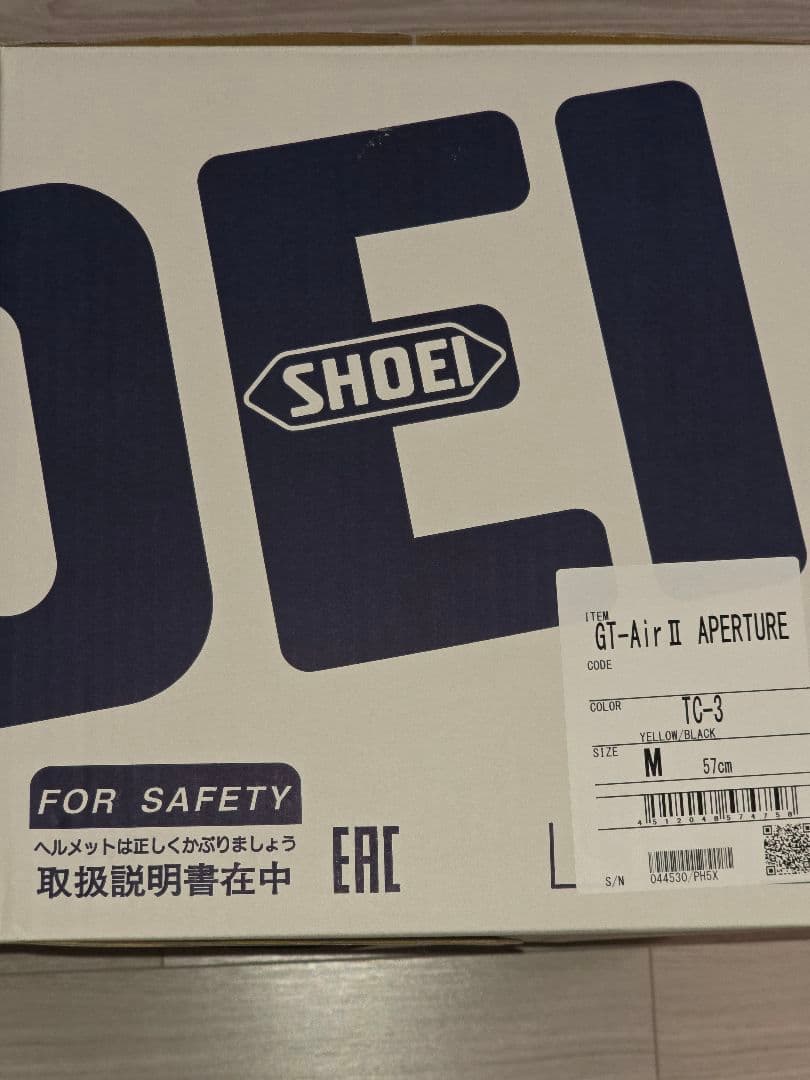 OEI
SHOEI
ITEM
GT-AirⅡ APERTURE
CODE
COLOR
TC-3
YELLOW/BLACK
SIZE
M 57cm
4512048574758
S/N 044530/PH5X
FOR SAFETY
ヘルメットは正しくかぶりましょう
取扱説明書在中
EAC